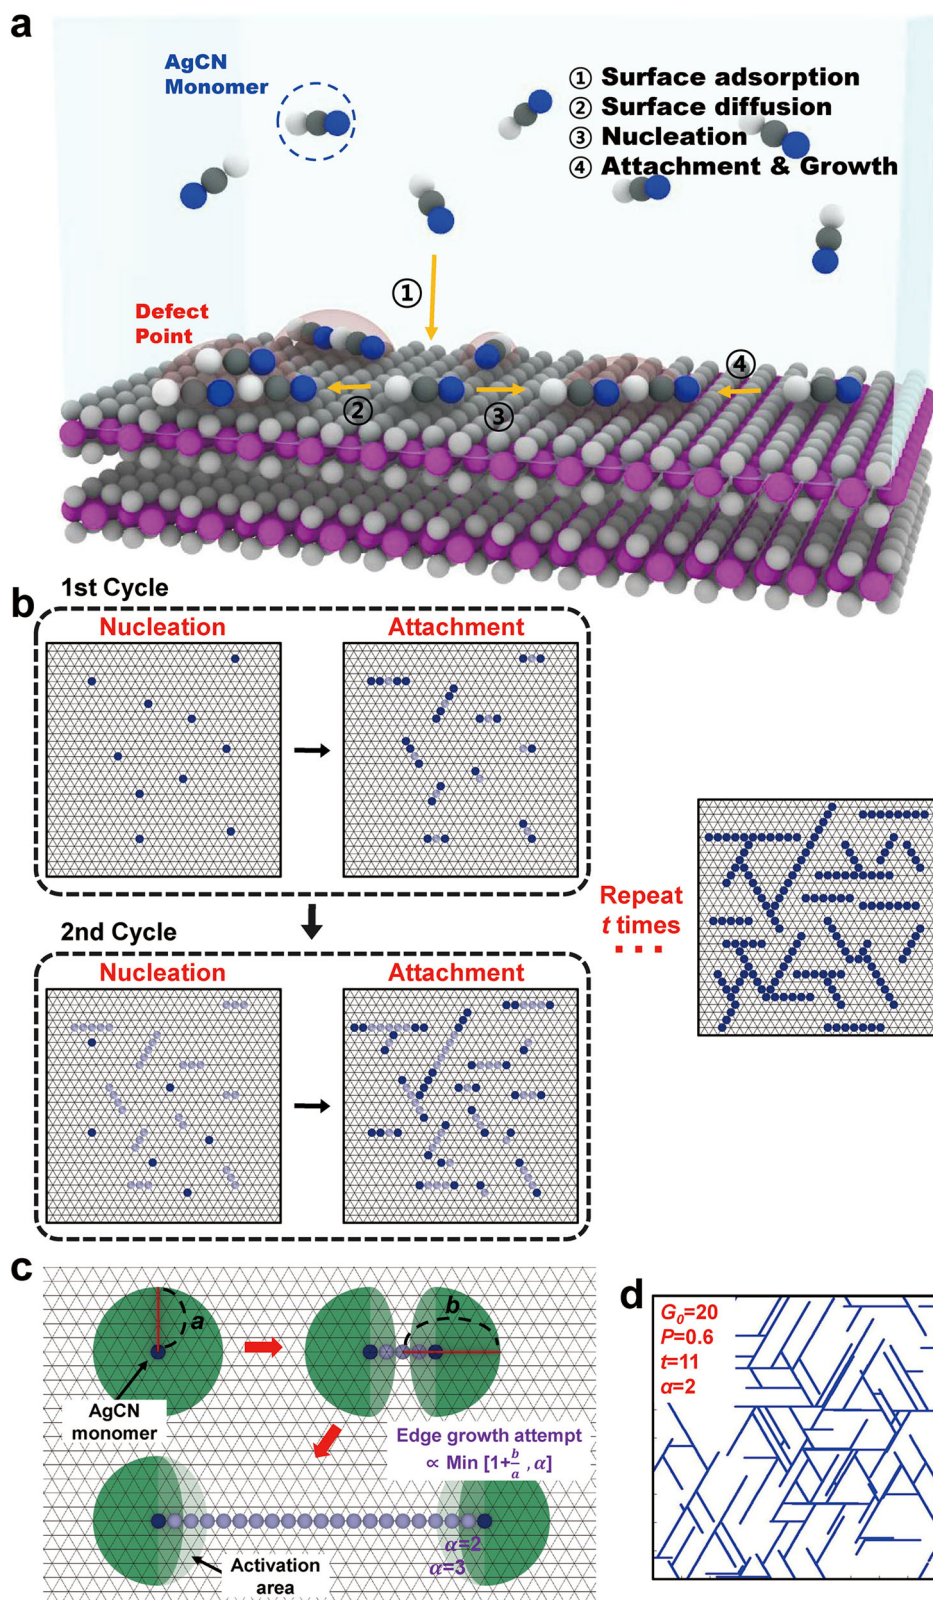 a
AgCN
Monomer
① Surface adsorption
② Surface diffusion
③ Nucleation
④ Attachment & Growth
①
Defect
Point
②
③
④
b
1st Cycle
Nucleation
Attachment
2nd Cycle
Nucleation
Attachment
Repeat
t times
c
a
AgCN
monomer
b
Edge growth attempt
∝ Min [1+b/a, α]
Activation
area
α=2
α=3
d
G₀=20
P=0.6
t=11
α=2